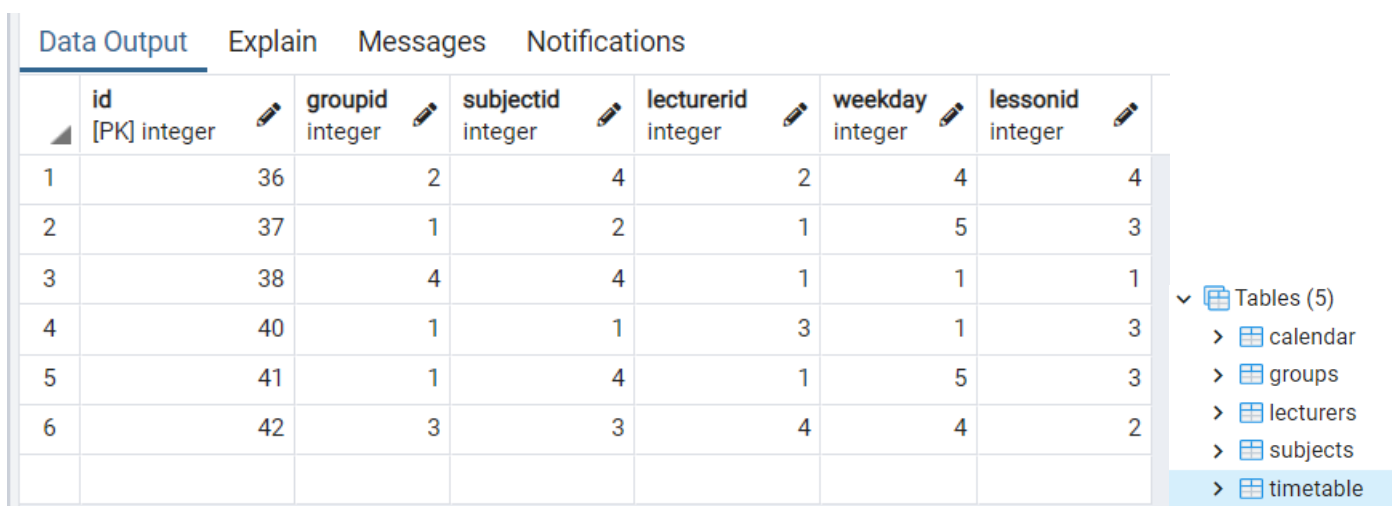 Data Output Explain Messages Notifications
id groupid subjectid lecturerid weekday lessonid
[PK] integer integer integer integer integer integer
1 36 2 4 2 4 4
2 37 1 2 1 5 3
3 38 4 4 1 1 1
4 40 1 1 3 1 3
5 41 1 4 1 5 3
6 42 3 3 4 4 2
Tables (5)
calendar
groups
lecturers
subjects
timetable